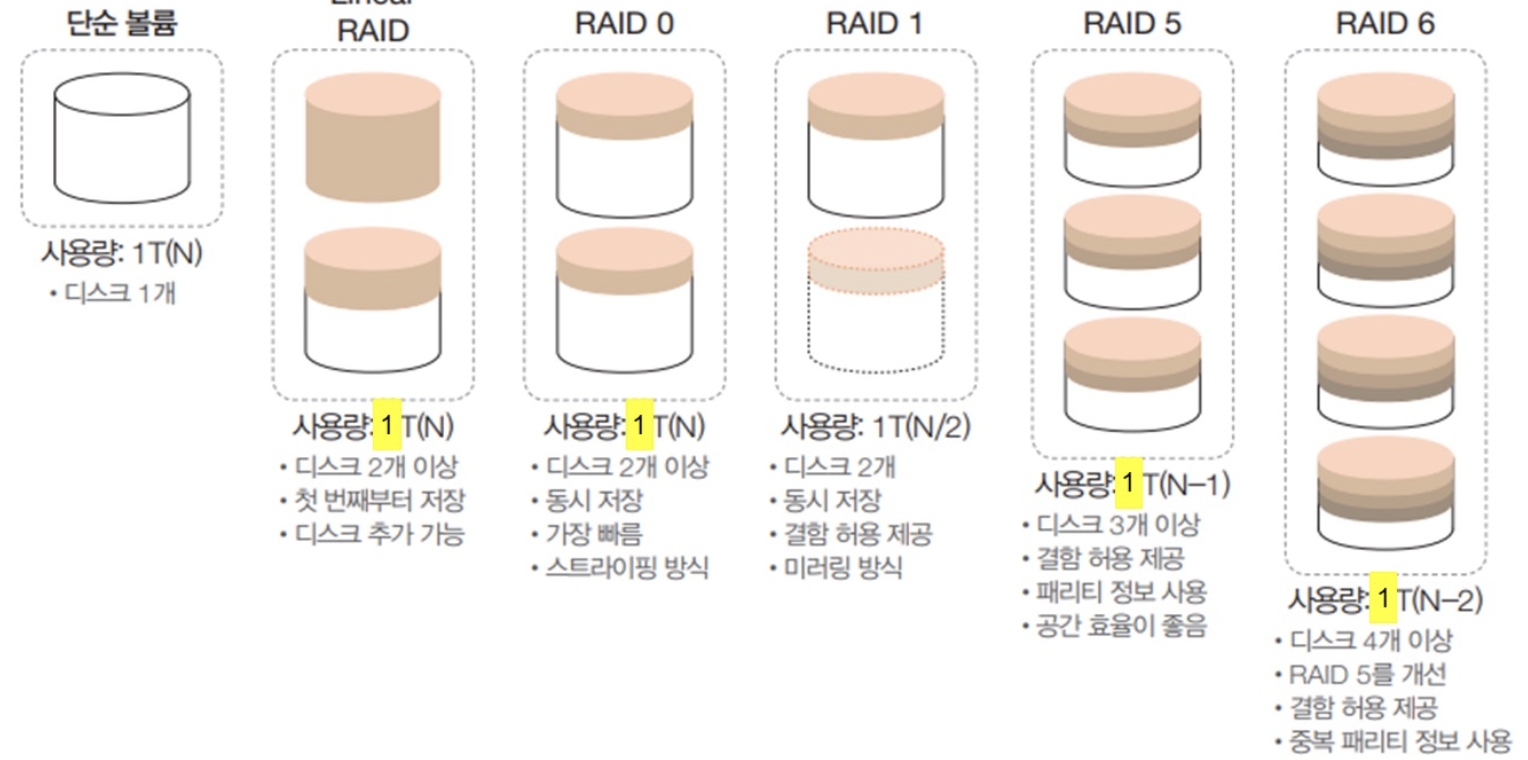 단순 볼륨
Linear
RAID
RAID 0
RAID 1
RAID 5
RAID 6
사용량: 1T(N)
• 디스크 1개
사용량: 1T(N)
• 디스크 2개 이상
• 첫 번째부터 저장
• 디스크 추가 가능
사용량: 1T(N)
• 디스크 2개 이상
• 동시 저장
• 가장 빠름
• 스트라이핑 방식
사용량: 1T(N/2)
• 디스크 2개
• 동시 저장
• 결함 허용 제공
• 미러링 방식
사용량: 1T(N–1)
• 디스크 3개 이상
• 결함 허용 제공
• 패리티 정보 사용
• 공간 효율이 좋음
사용량: 1T(N–2)
• 디스크 4개 이상
• RAID 5를 개선
• 결함 허용 제공
• 중복 패리티 정보 사용